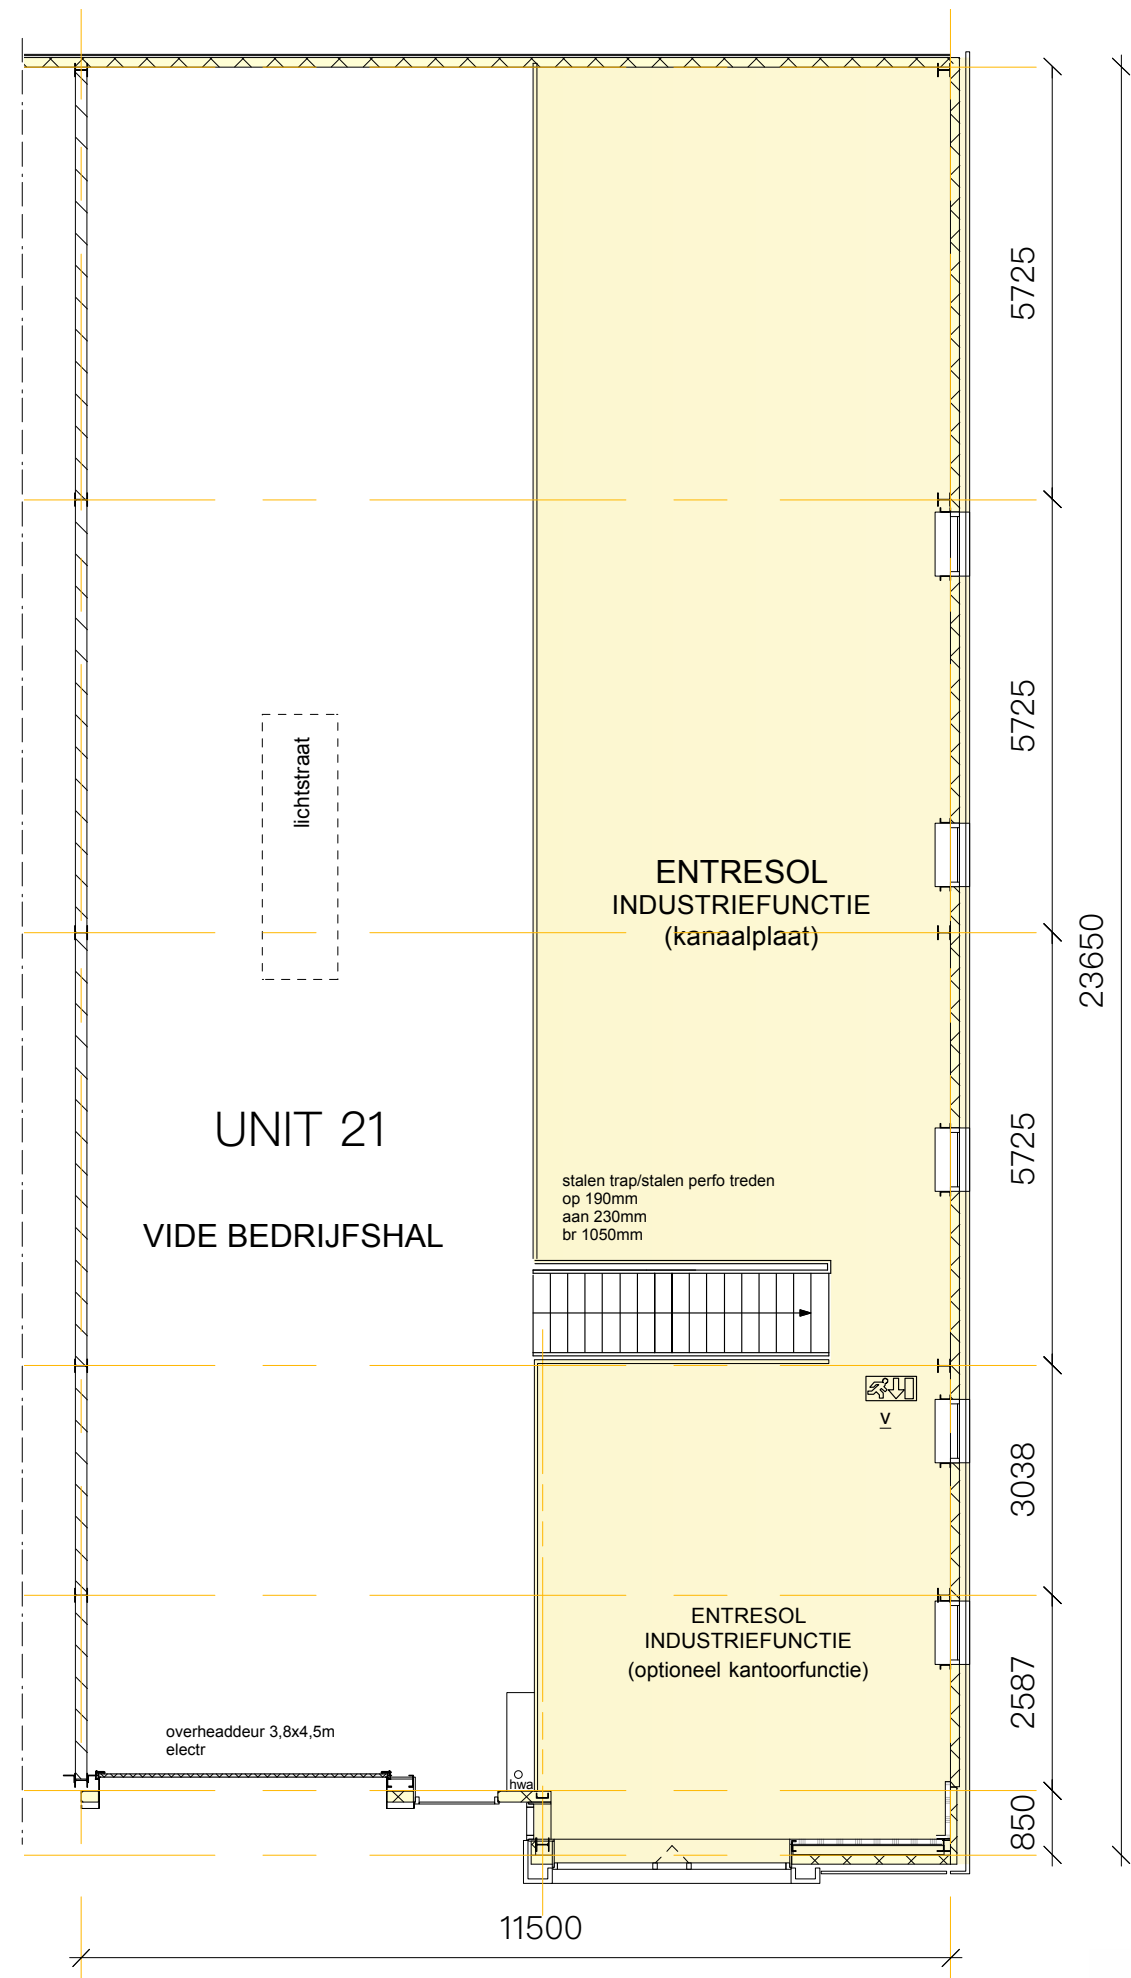 5725
5725
lichtstraat
ENTRESOL
INDUSTRIEFUNCTIE
(kanaalplaat)
23650
UNIT 21
5725
stalen trap/stalen perfo treden
op 190mm
aan 230mm
br 1050mm
VIDE BEDRIJFSHAL
V
3038
ENTRESOL
INDUSTRIEFUNCTIE
(optioneel kantoorfunctie)
2587
overheaddeur 3,8x4,5m
electr
hwa
850
11500